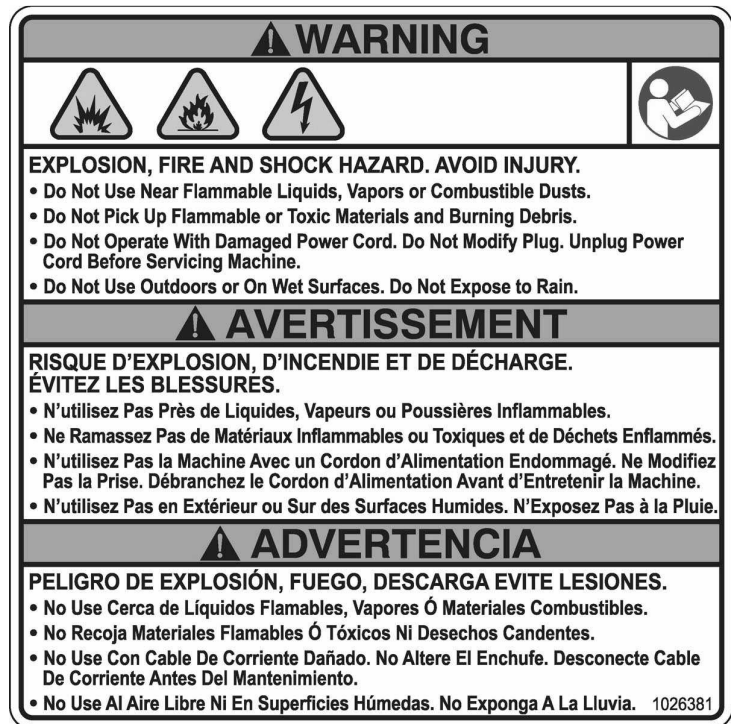 WARNING
EXPLOSION, FIRE AND SHOCK HAZARD. AVOID INJURY.
• Do Not Use Near Flammable Liquids, Vapors or Combustible Dusts.
• Do Not Pick Up Flammable or Toxic Materials and Burning Debris.
• Do Not Operate With Damaged Power Cord. Do Not Modify Plug. Unplug Power
Cord Before Servicing Machine.
• Do Not Use Outdoors or On Wet Surfaces. Do Not Expose to Rain.
AVERTISSEMENT
RISQUE D’EXPLOSION, D’INCENDIE ET DE DÉCHARGE.
ÉVITEZ LES BLESSURES.
• N’utilisez Pas Près de Liquides, Vapeurs ou Poussières Inflammables.
• Ne Ramassez Pas de Matériaux Inflammables ou Toxiques et de Déchets Enflammés.
• N’utilisez Pas la Machine Avec un Cordon d’Alimentation Endommagé. Ne Modifiez
Pas la Prise. Débranchez le Cordon d’Alimentation Avant d’Entretenir la Machine.
• N’utilisez Pas en Extérieur ou Sur des Surfaces Humides. N’Exposez Pas à la Pluie.
ADVERTENCIA
PELIGRO DE EXPLOSIÓN, FUEGO, DESCARGA EVITE LESIONES.
• No Use Cerca de Líquidos Flamables, Vapores Ó Materiales Combustibles.
• No Recoja Materiales Flamables Ó Tóxicos Ni Desechos Candentes.
• No Use Con Cable De Corriente Dañado. No Altere El Enchufe. Desconecte Cable
De Corriente Antes Del Mantenimiento.
• No Use Al Aire Libre Ni En Superficies Húmedas. No Exponga A La Lluvia. 1026381